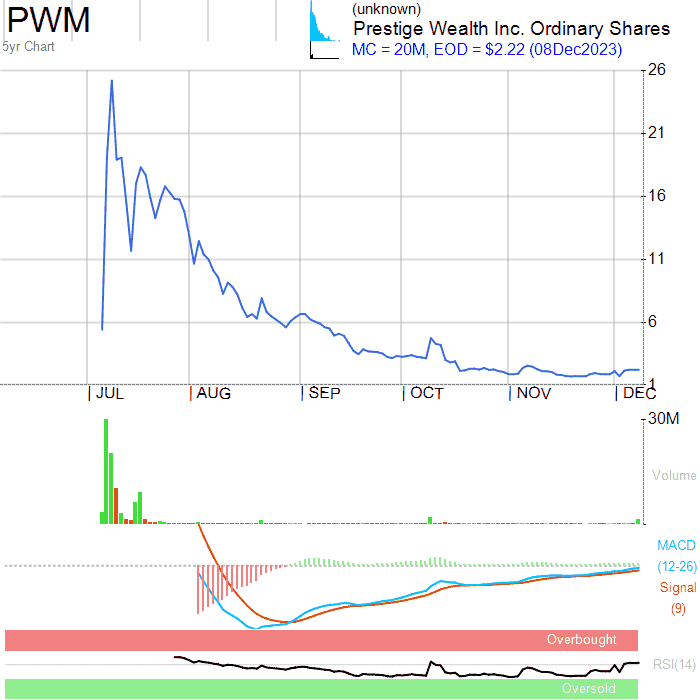 PWM
5yr Chart
(unknown)
Prestige Wealth Inc. Ordinary Shares
MC = 20M, EOD = $2.22 (08Dec2023)
26
21
16
11
6
1
JUL AUG SEP OCT NOV DEC
30M
Volume
MACD
(12-26)
Signal
(9)
Overbought
RSI(14)
Oversold